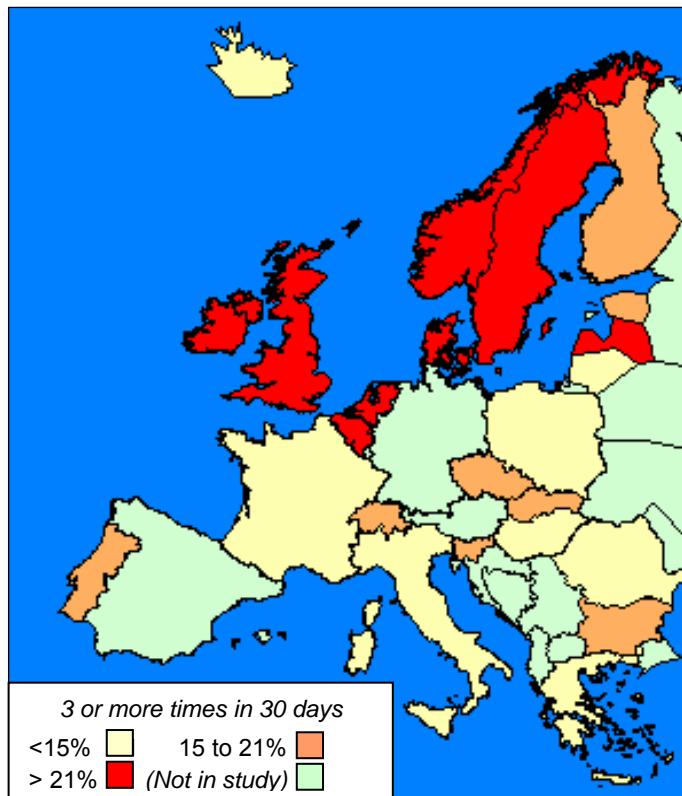 3 or more times in 30 days
<15% 15 to 21%
> 21% (Not in study)